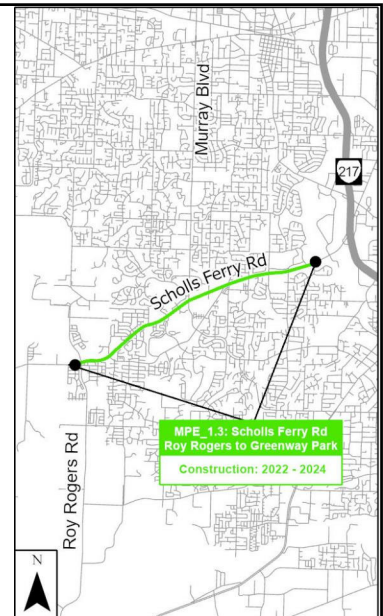 Murray Blvd
217
Scholls Ferry Rd
MPE_1.3: Scholls Ferry Rd
Roy Rogers to Greenway Park
Construction: 2022 - 2024
Roy Rogers Rd
N